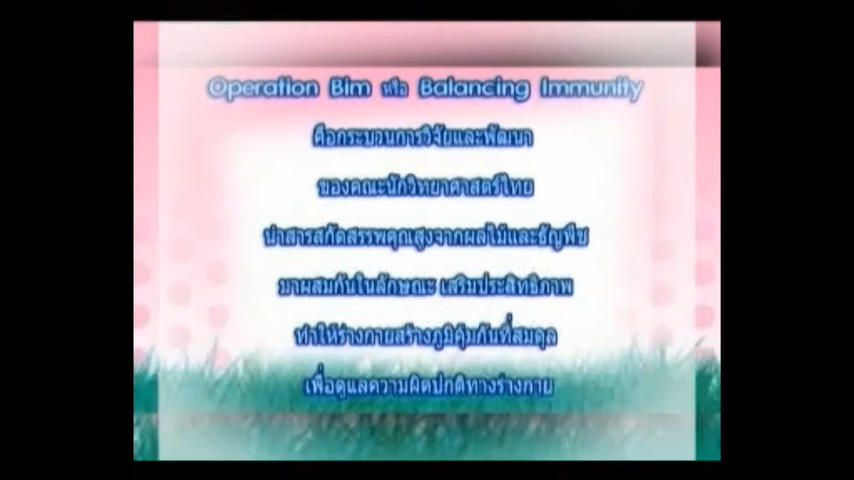 Operation Bim หรือ Balancing Immunity
คือกระบวนการวิจัยและพัฒนา
ของคณะนักวิทยาศาสตร์ไทย
นำสารสกัดสรรพคุณสูงจากผลไม้และธัญพืช
มาผสมกันในลักษณะ เสริมประสิทธิภาพ
ทำให้ร่างกายสร้างภูมิคุ้มกันที่สมดุล
เพื่อดูแลความผิดปกติทางร่างกาย